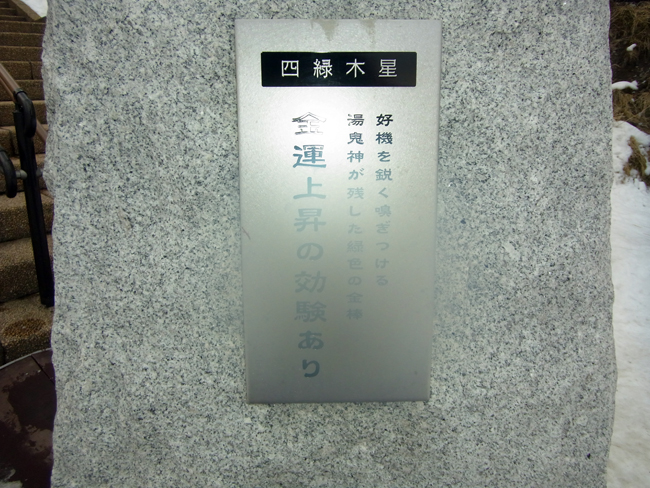 四緑木星
好機を鋭く嗅ぎつける
湯鬼神が残した緑色の金棒
金運上昇の効験あり